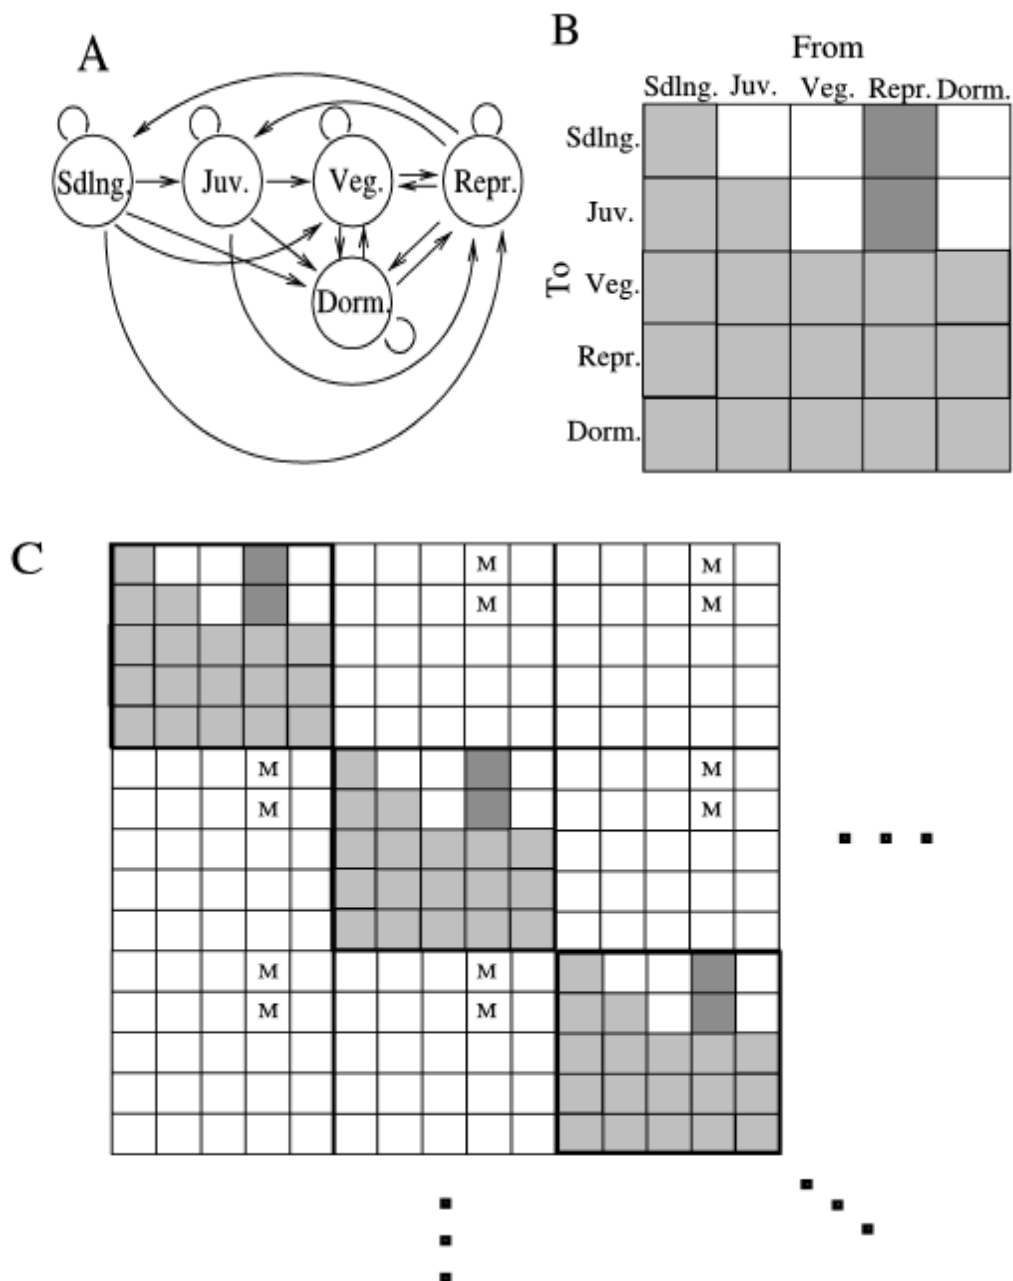 A
Sdlng.
Juv.
Veg.
Repr.
Dorm.
B
From
Sdlng. Juv. Veg. Repr. Dorm.
To
Sdlng.
Juv.
Veg.
Repr.
Dorm.
C
M M
M M
M M
M M
M M
M M